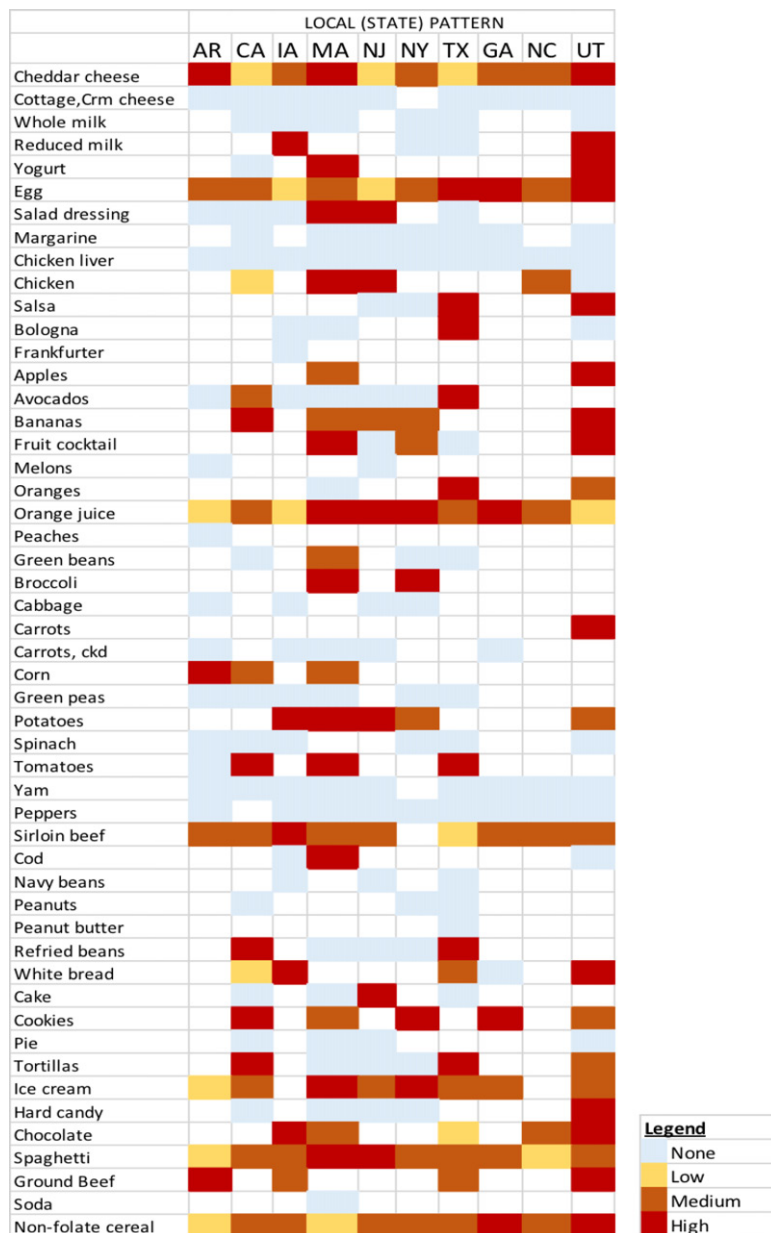 LOCAL (STATE) PATTERN
AR CA IA MA NJ NY TX GA NC UT
Cheddar cheese
Cottage,Crm cheese
Whole milk
Reduced milk
Yogurt
Egg
Salad dressing
Margarine
Chicken liver
Chicken
Salsa
Bologna
Frankfurter
Apples
Avocados
Bananas
Fruit cocktail
Melons
Oranges
Orange juice
Peaches
Green beans
Broccoli
Cabbage
Carrots
Carrots, ckd
Corn
Green peas
Potatoes
Spinach
Tomatoes
Yam
Peppers
Sirloin beef
Cod
Navy beans
Peanuts
Peanut butter
Refried beans
White bread
Cake
Cookies
Pie
Tortillas
Ice cream
Hard candy
Chocolate
Spaghetti
Ground Beef
Soda
Non-folate cereal
Legend
None
Low
Medium
High